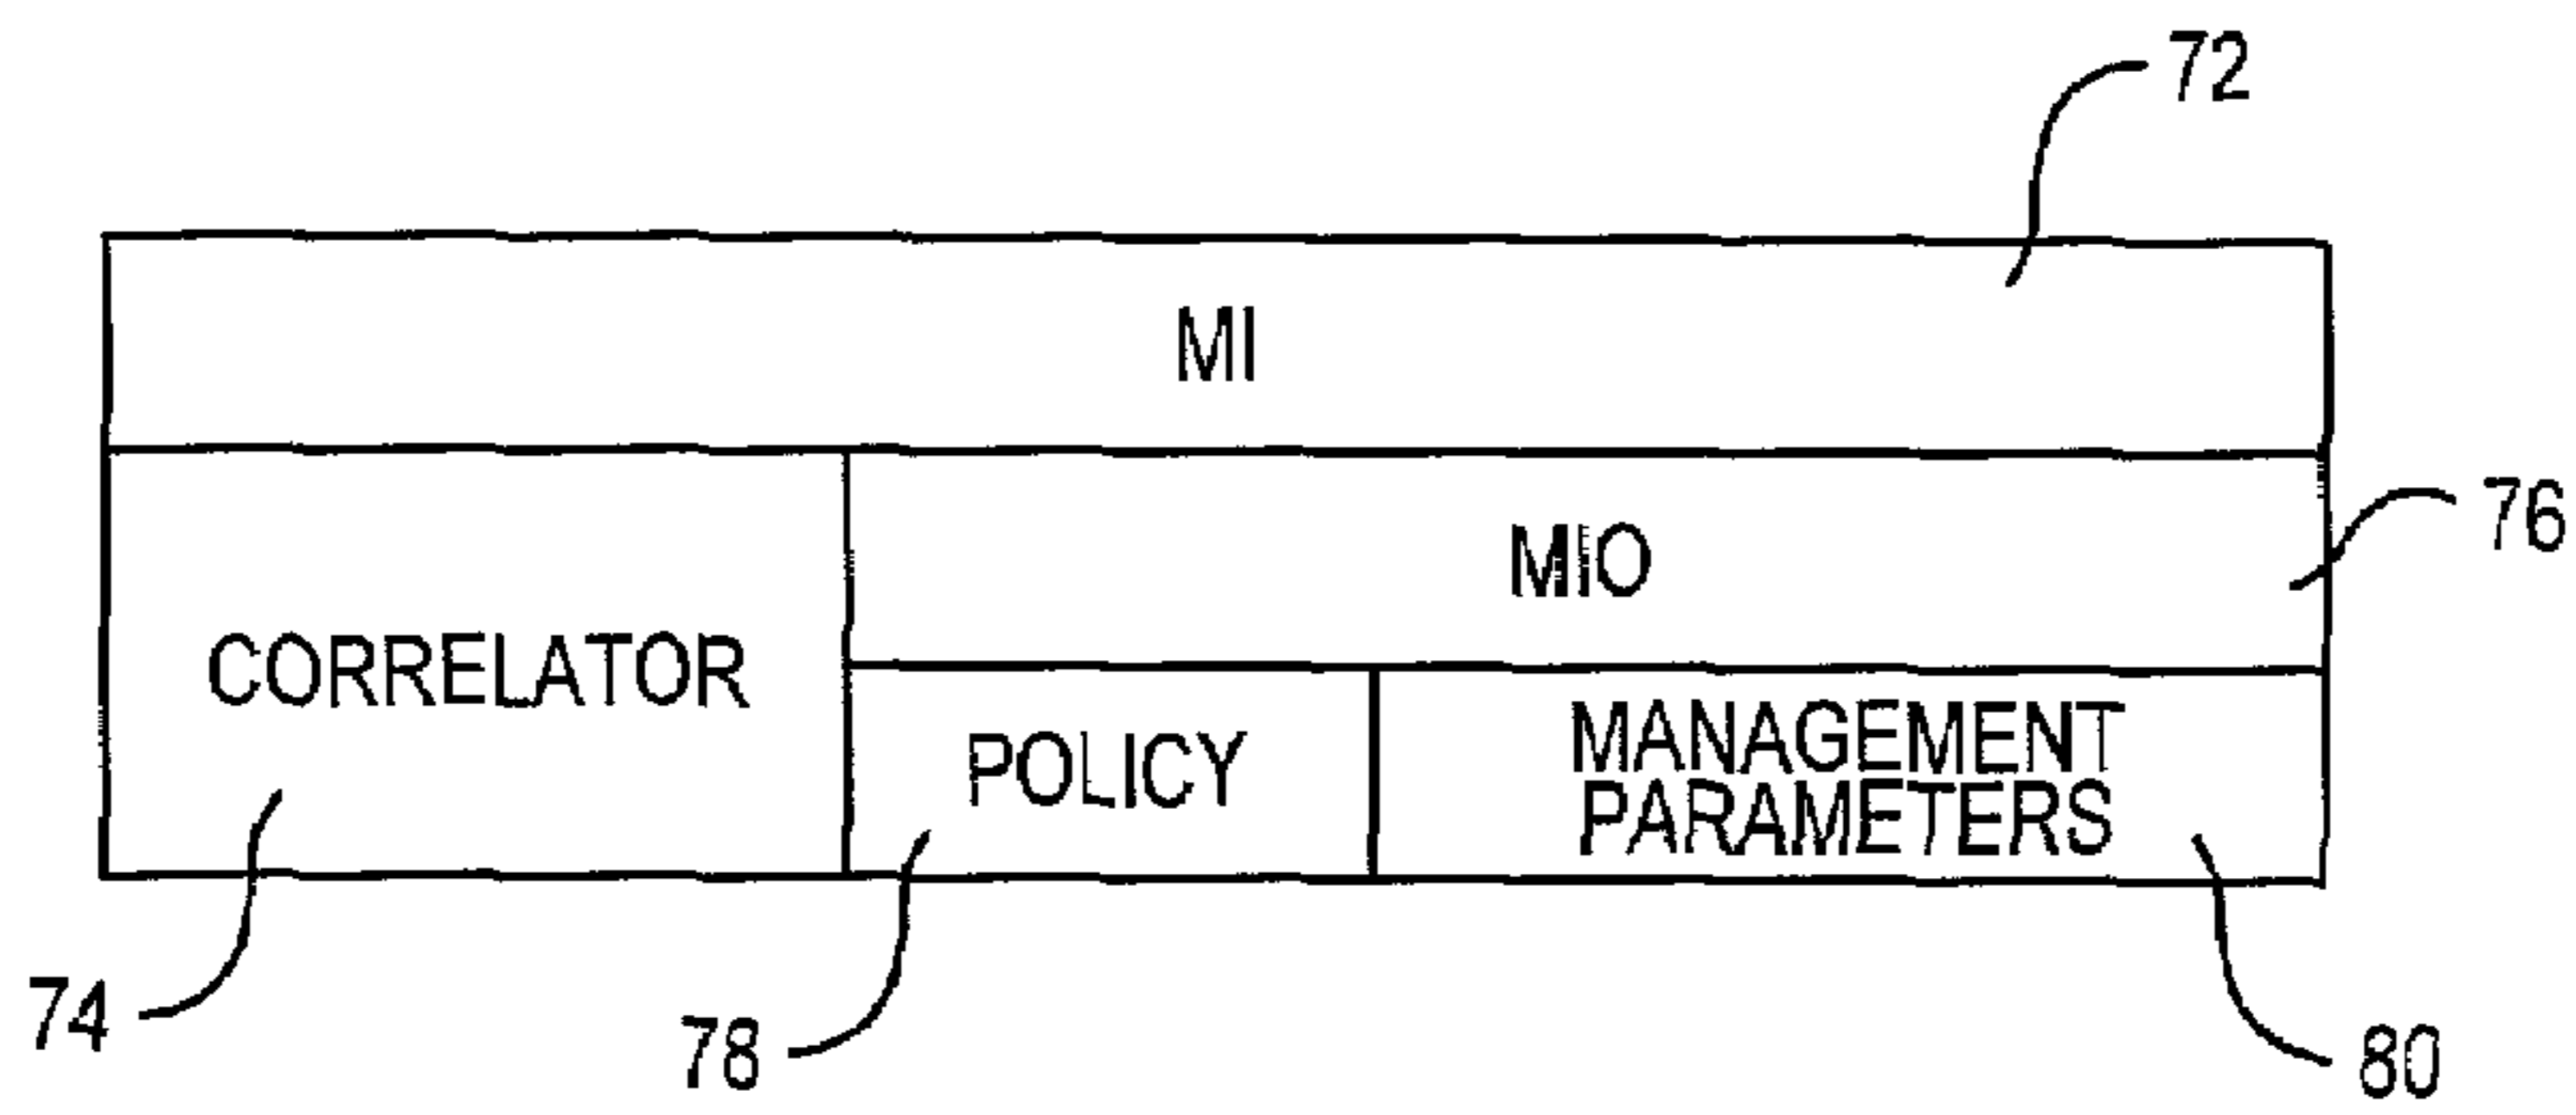 72
MI
76
MIO
CORRELATOR
POLICY
MANAGEMENT
PARAMETERS
74
78
80